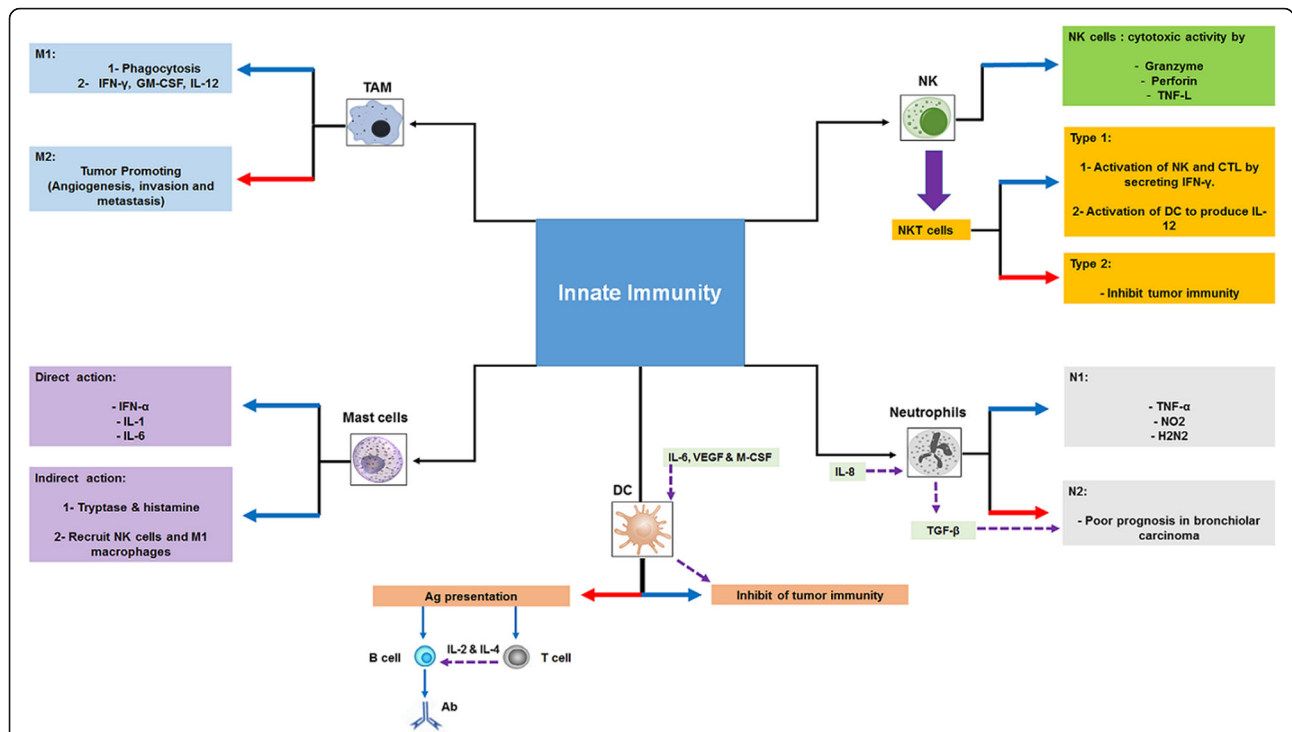 M1:
1- Phagocytosis
2- IFN-γ, GM-CSF, IL-12
M2:
Tumor Promoting
(Angiogenesis, invasion and
metastasis)
TAM
NK
NK cells : cytotoxic activity by
- Granzyme
- Perforin
- TNF-L
NKT cells
Type 1:
1- Activation of NK and CTL by
secreting IFN-γ.
2- Activation of DC to produce IL-
12
Type 2:
- Inhibit tumor immunity
Innate Immunity
Direct action:
- IFN-α
- IL-1
- IL-6
Indirect action:
1- Tryptase & histamine
2- Recruit NK cells and M1
macrophages
Mast cells
IL-6, VEGF & M-CSF
DC
Neutrophils
IL-8
TGF-β
N1:
- TNF-α
- NO2
- H2N2
N2:
- Poor prognosis in bronchiolar
carcinoma
Ag presentation
Inhibit of tumor immunity
B cell
IL-2 & IL-4
T cell
Ab